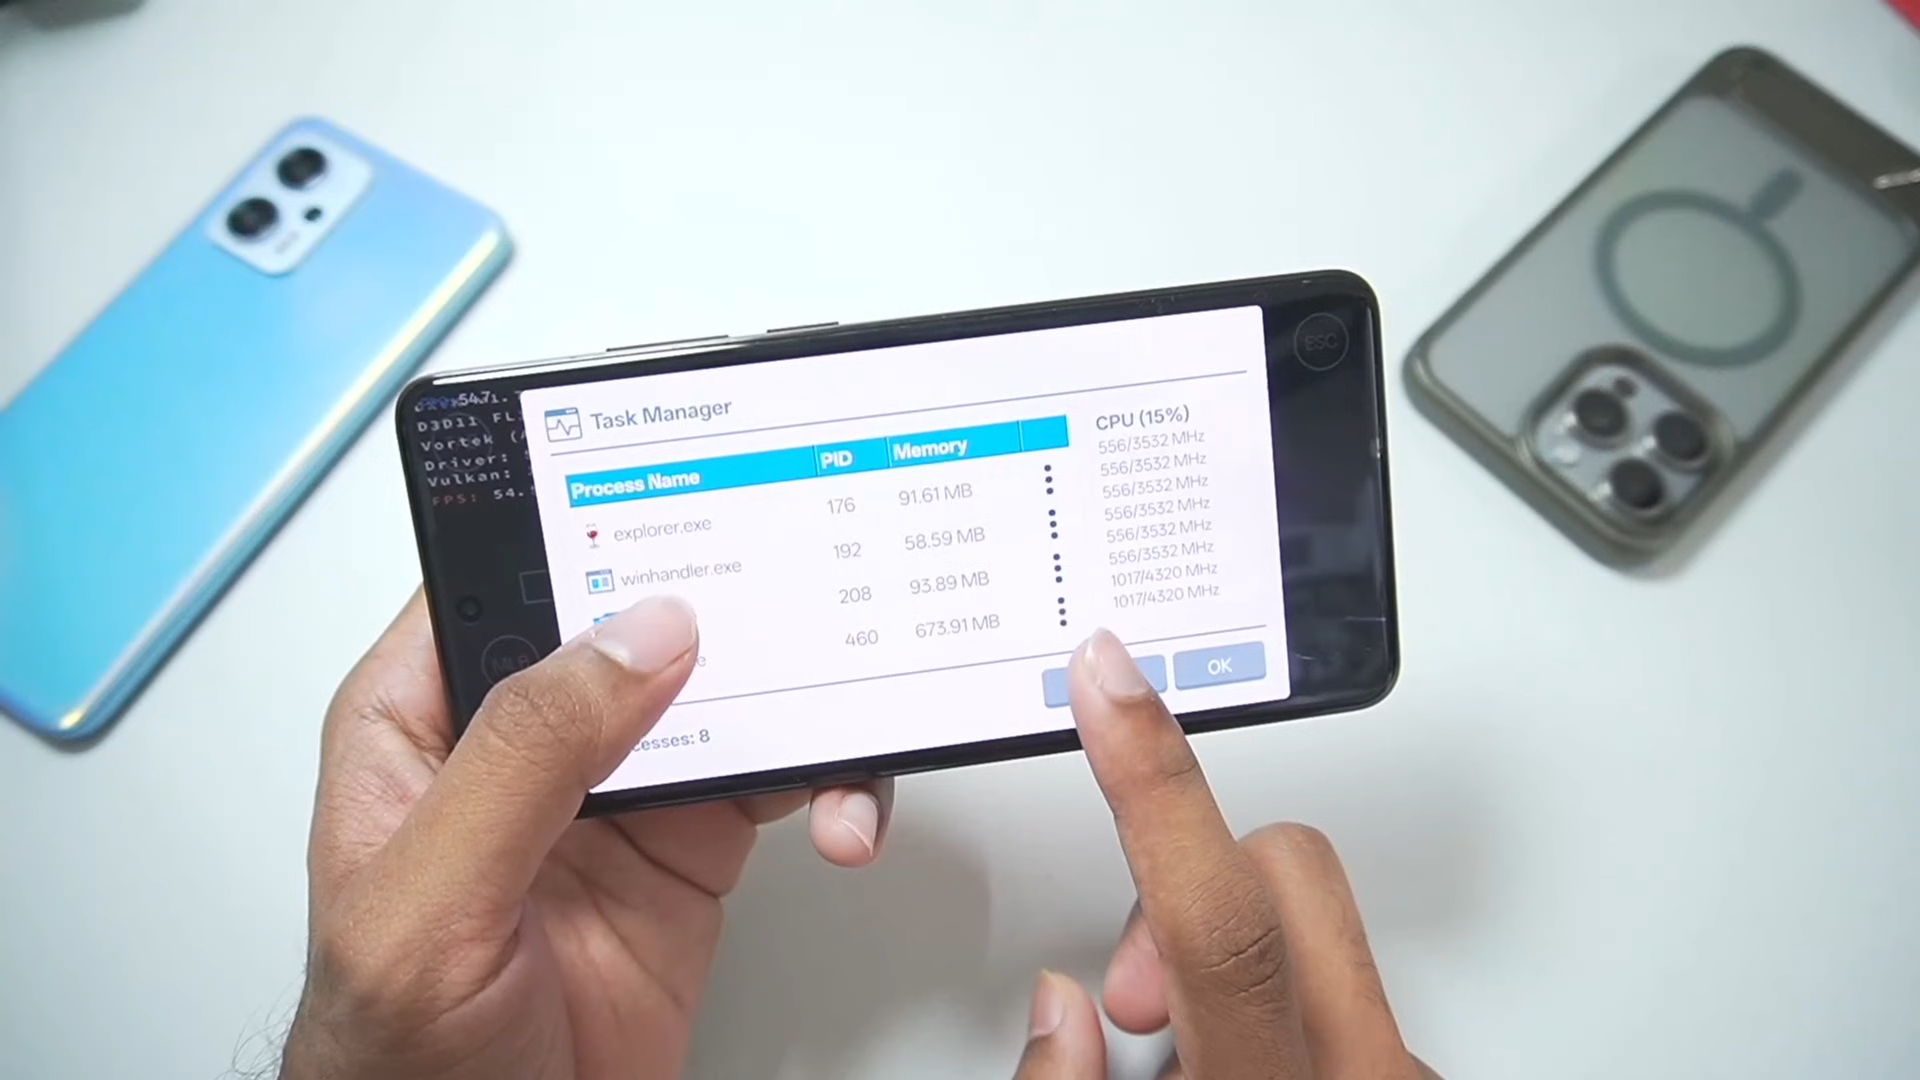 547
D3D11 FL
Vortek (
Driver:
Vulkan:
FPS: 54.
ESC
Task Manager
Process Name PID Memory
explorer.exe 176 91.61 MB
winhandler.exe 192 58.59 MB
208 93.89 MB
460 673.91 MB
cesses: 8
CPU (15%)
556/3532 MHz
556/3532 MHz
556/3532 MHz
556/3532 MHz
556/3532 MHz
556/3532 MHz
1017/4320 MHz
1017/4320 MHz
OK